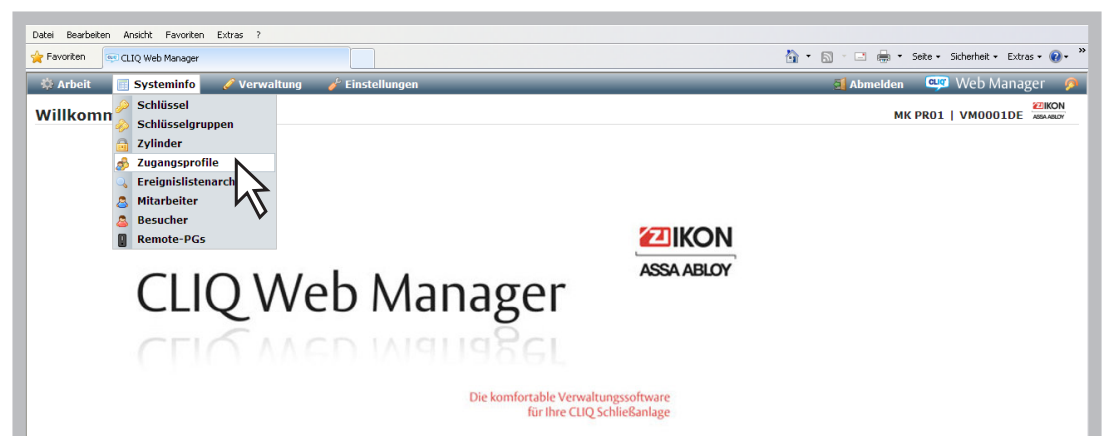 Datei Bearbeiten Ansicht Favoriten Extras ?
Favoriten CLIQ Web Manager Seite Sicherheit Extras
Arbeit Systeminfo Verwaltung Einstellungen Abmelden CLIQ Web Manager
Willkomm MK PR01 | VM0001DE IKON
ASSA ABLOY
Schlüssel
Schlüsselgruppen
Zylinder
Zugangsprofile
Ereignislistenarch
Mitarbeiter
Besucher
Remote-PGs
IKON
ASSA ABLOY
CLIQ Web Manager
Die komfortable Verwaltungssoftware
für Ihre CLIQ Schließanlage